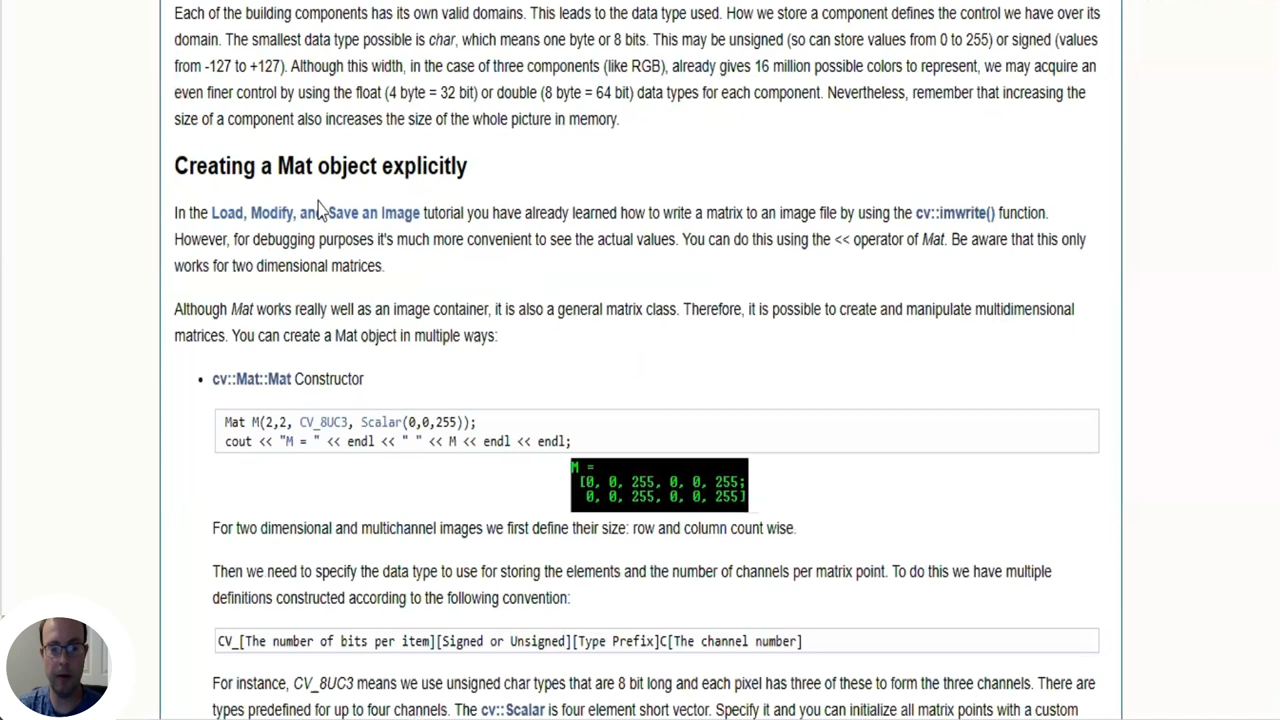 Each of the building components has its own valid domains. This leads to the data type used. How we store a component defines the control we have over its
domain. The smallest data type possible is char, which means one byte or 8 bits. This may be unsigned (so can store values from 0 to 255) or signed (values
from -127 to +127). Although this width, in the case of three components (like RGB), already gives 16 million possible colors to represent, we may acquire an
even finer control by using the float (4 byte = 32 bit) or double (8 byte = 64 bit) data types for each component. Nevertheless, remember that increasing the
size of a component also increases the size of the whole picture in memory.
Creating a Mat object explicitly
In the Load, Modify, and Save an Image tutorial you have already learned how to write a matrix to an image file by using the cv::imwrite() function.
However, for debugging purposes it's much more convenient to see the actual values. You can do this using the << operator of Mat. Be aware that this only
works for two dimensional matrices.
Although Mat works really well as an image container, it is also a general matrix class. Therefore, it is possible to create and manipulate multidimensional
matrices. You can create a Mat object in multiple ways:
• cv::Mat::Mat Constructor
Mat M(2,2, CV_8UC3, Scalar(0,0,255));
cout << "M = " << endl << " " << M << endl << endl;
M =
[0, 0, 255, 0, 0, 255;
0, 0, 255, 0, 0, 255]
For two dimensional and multichannel images we first define their size: row and column count wise.
Then we need to specify the data type to use for storing the elements and the number of channels per matrix point. To do this we have multiple
definitions constructed according to the following convention:
CV_[The number of bits per item][Signed or Unsigned][Type Prefix]C[The channel number]
For instance, CV_8UC3 means we use unsigned char types that are 8 bit long and each pixel has three of these to form the three channels. There are
types predefined for up to four channels. The cv::Scalar is four element short vector. Specify it and you can initialize all matrix points with a custom